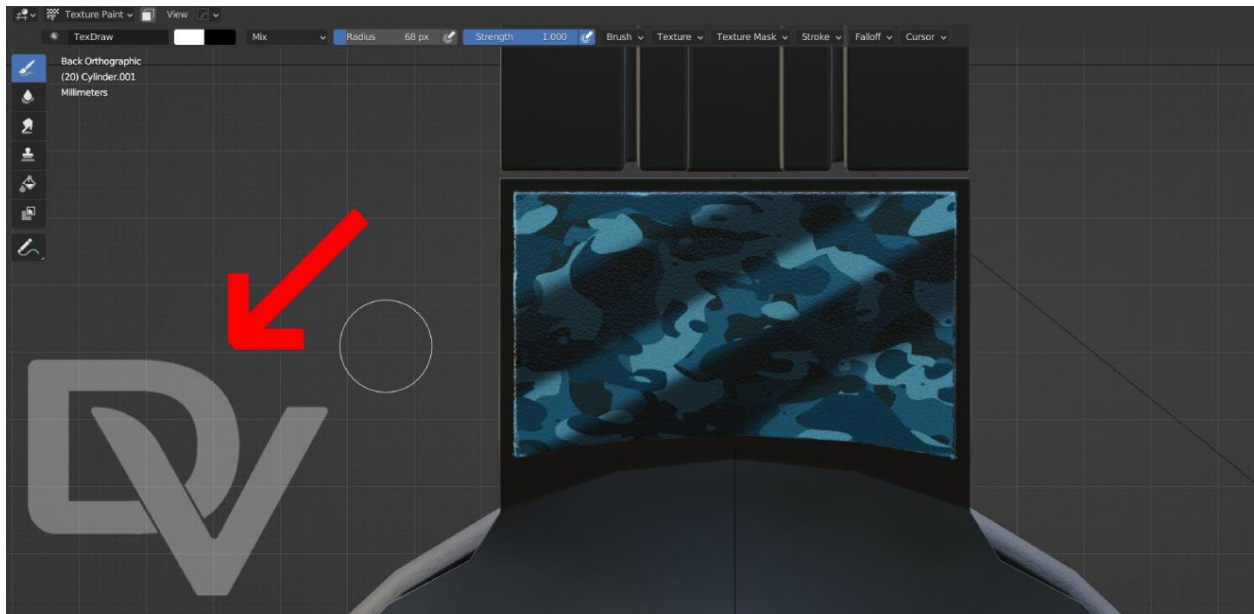 Texture Paint View
TexDraw Mix Radius 68 px Strength 1.000 Brush Texture Texture Mask Stroke Falloff Cursor
Back Orthographic
(20) Cylinder.001
Millimeters
DV